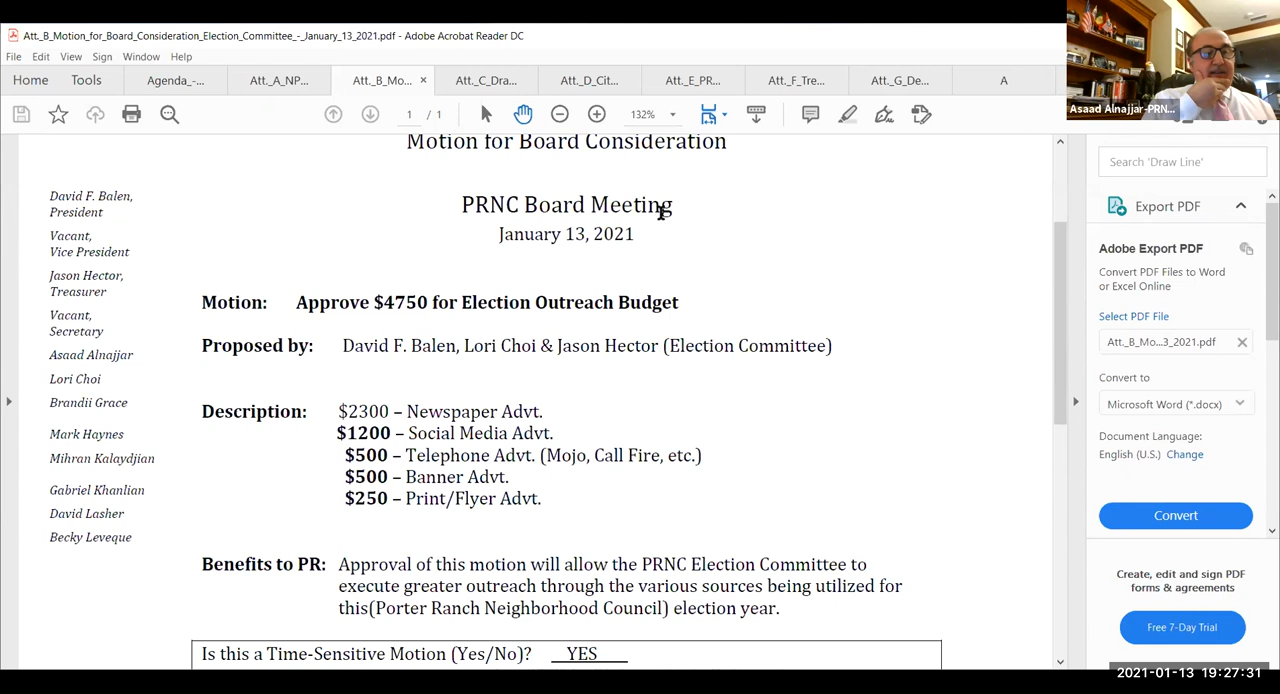 Att._B_Motion_for_Board_Consideration_Election_Committee_-_January_13_2021.pdf - Adobe Acrobat Reader DC
File Edit View Sign Window Help
Home Tools Agenda_-... Att._A_NP... Att._B_Mo... × Att._C_Dra... Att._D_Cit... Att._E_PR... Att._F_Tre... Att._G_De... A
1 / 132%
Asaad Alnajjar-PRN...
Motion for Board Consideration
PRNC Board Meeting
January 13, 2021
David F. Balen,
President
Vacant,
Vice President
Jason Hector,
Treasurer
Vacant,
Secretary
Asaad Alnajjar
Lori Choi
Brandii Grace
Mark Haynes
Mihran Kalaydjian
Gabriel Khanlian
David Lasher
Becky Leveque
Motion: Approve $4750 for Election Outreach Budget
Proposed by: David F. Balen, Lori Choi & Jason Hector (Election Committee)
Description: $2300 – Newspaper Advt.
$1200 – Social Media Advt.
$500 – Telephone Advt. (Mojo, Call Fire, etc.)
$500 – Banner Advt.
$250 – Print/Flyer Advt.
Benefits to PR: Approval of this motion will allow the PRNC Election Committee to
execute greater outreach through the various sources being utilized for
this(Porter Ranch Neighborhood Council) election year.
Is this a Time-Sensitive Motion (Yes/No)? YES
Search 'Draw Line'
Export PDF
Adobe Export PDF
Convert PDF Files to Word
or Excel Online
Select PDF File
Att._B_Mo...3_2021.pdf
Convert to
Microsoft Word (*.docx)
Document Language:
English (U.S.) Change
Convert
Create, edit and sign PDF
forms & agreements
Free 7-Day Trial
2021-01-13 19:27:31